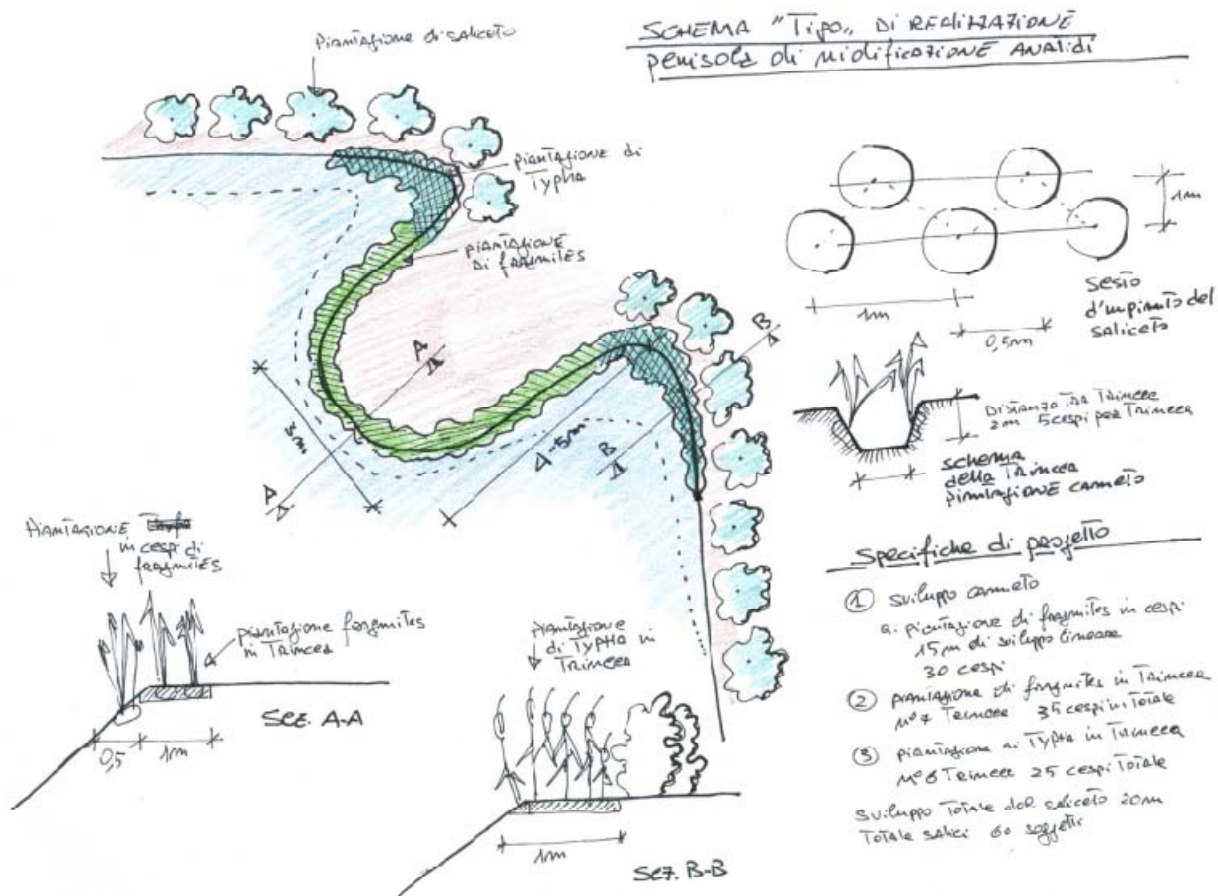 SCHEMA "Tipo" DI REALIZZAZIONE
penisola di nidificazione ANATIDI
piantagione di saliceto
piantagione di
Typha
piantagione
di fragmites
A
A
B
B
3m
4-5m
1m
1m
0,5m
sesto
d'impianto del
saliceto
Distanza tra Trincee
2m 5 cespi per Trincea
schema
della Trincea
piantagione canneto
piantagione
in cespi di
fragmites
piantagione fragmites
in Trincea
0,5
1m
Sez. A-A
piantagione
di Typha in
Trincea
1m
Sez. B-B
Specifiche di progetto
① sviluppo canneto
a. piantagione di fragmites in cespi
15m di sviluppo lineare
30 cespi
② piantagione di fragmites in Trincea
n° 7 Trincee 35 cespi in totale
③ piantagione di Typha in Trincea
Trincee 25 cespi Totale
sviluppo totale del saliceto 20m
Totale salici 60 soggetti